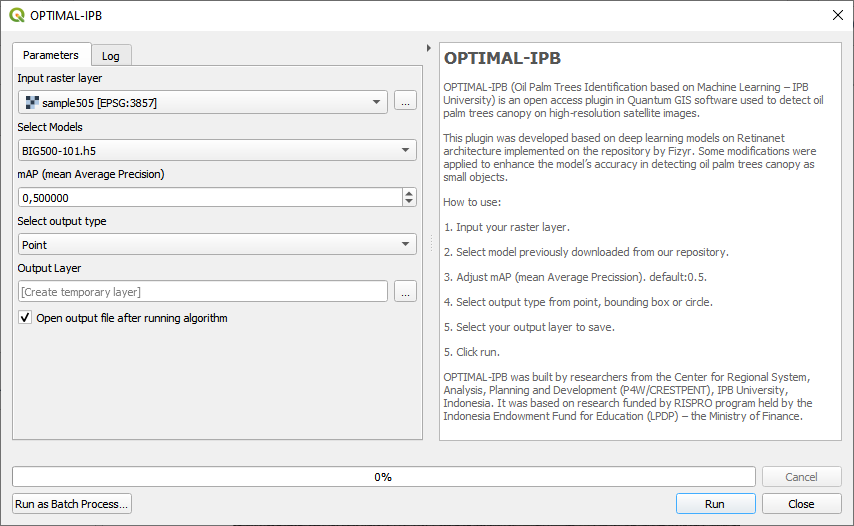 OPTIMAL-IPB
Parameters
Log
Input raster layer
sample505 [EPSG:3857]
...
Select Models
BIG500-101.h5
mAP (mean Average Precision)
0,500000
Select output type
Point
Output Layer
[Create temporary layer]
...
Open output file after running algorithm
OPTIMAL-IPB
OPTIMAL-IPB (Oil Palm Trees Identification based on Machine Learning – IPB
University) is an open access plugin in Quantum GIS software used to detect oil
palm trees canopy on high-resolution satellite images.
This plugin was developed based on deep learning models on Retinanet
architecture implemented on the repository by Fizyr. Some modifications were
applied to enhance the model's accuracy in detecting oil palm trees canopy as
small objects.
How to use:
1. Input your raster layer.
2. Select model previously downloaded from our repository.
3. Adjust mAP (mean Average Precission). default:0.5.
4. Select output type from point, bounding box or circle.
5. Select your output layer to save.
5. Click run.
OPTIMAL-IPB was built by researchers from the Center for Regional System,
Analysis, Planning and Development (P4W/CRESTPENT), IPB University,
Indonesia. It was based on research funded by RISPRO program held by the
Indonesia Endowment Fund for Education (LPDP) – the Ministry of Finance.
0%
Cancel
Run as Batch Process...
Run
Close